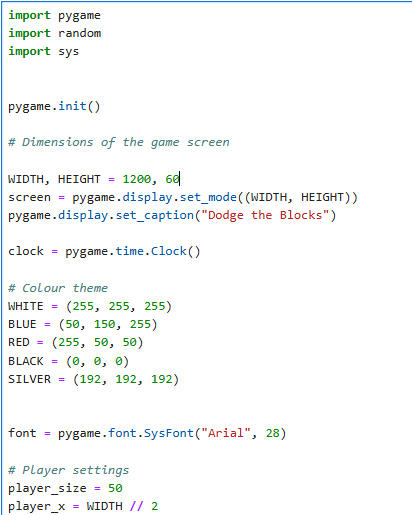 import pygame
import random
import sys
pygame.init()
# Dimensions of the game screen
WIDTH, HEIGHT = 1200, 60
screen = pygame.display.set_mode((WIDTH, HEIGHT))
pygame.display.set_caption("Dodge the Blocks")
clock = pygame.time.Clock()
# Colour theme
WHITE = (255, 255, 255)
BLUE = (50, 150, 255)
RED = (255, 50, 50)
BLACK = (0, 0, 0)
SILVER = (192, 192, 192)
font = pygame.font.SysFont("Arial", 28)
# Player settings
player_size = 50
player_x = WIDTH // 2